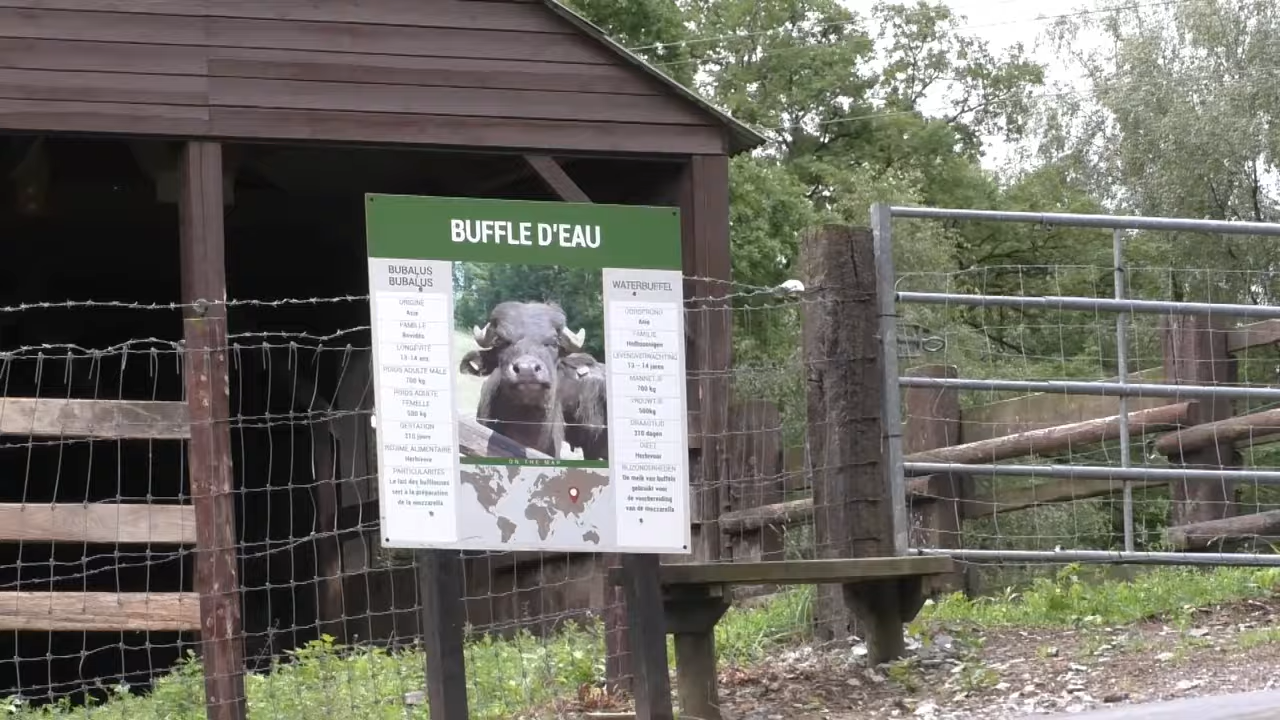 BUFFLE D'EAU
BUBALUS
BUBALUS
ORIGINE
Asie
FAMILLE
Bovidés
LONGÉVITÉ
13-14 ans
POIDS ADULTE MÂLE
700 kg
POIDS ADULTE
FEMELLE
500 kg
GESTATION
310 jours
RÉGIME ALIMENTAIRE
Herbivore
PARTICULARITÉS
Le lait des bufflonnes
sert à la préparation
de la mozzarella
ON THE MAP
WATERBUFFEL
OORSPRONG
Azië
FAMILIE
Holhoornigen
LEVENSVERWACHTING
13 - 14 jaren
MANNETJE
700 kg
VROUWTJE
500kg
DRAAGTIJD
310 dagen
DIEET
Herbivoor
BIJZONDERHEDEN
De melk van buffels
gebruikt voor
de voorbereiding
van de mozzarella